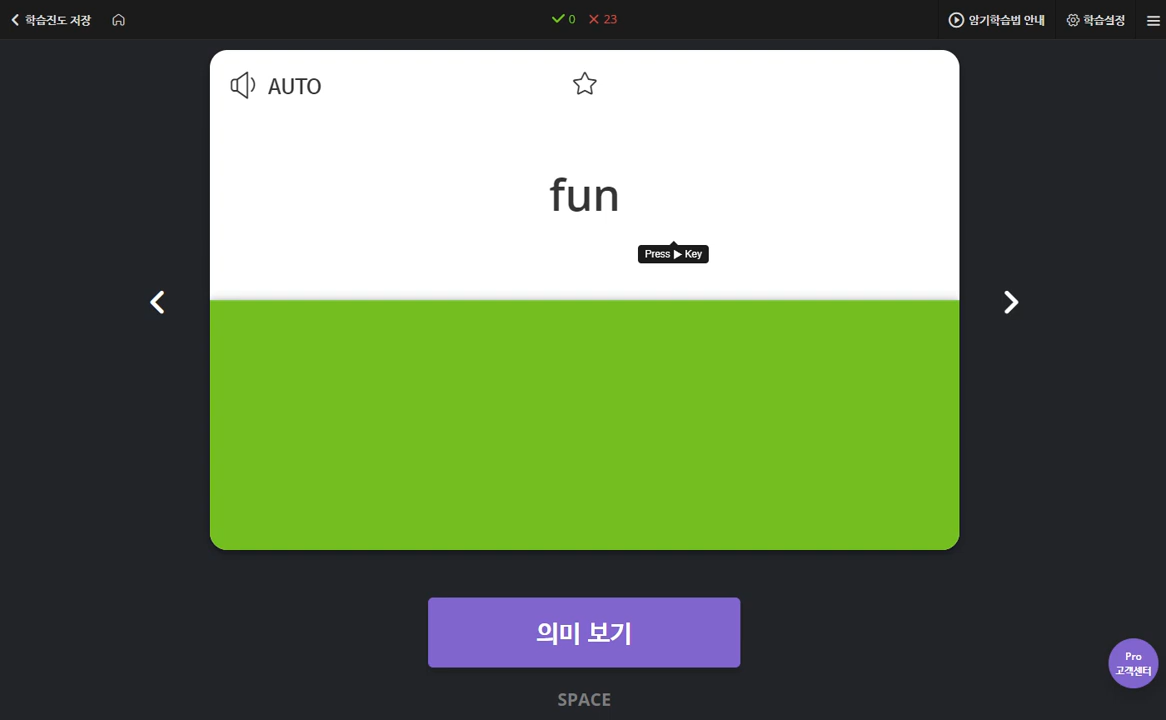 학습진도 저장
0 23
암기학습법 안내
학습설정
AUTO
fun
Press ▶ Key
의미 보기
SPACE
Pro
고객센터